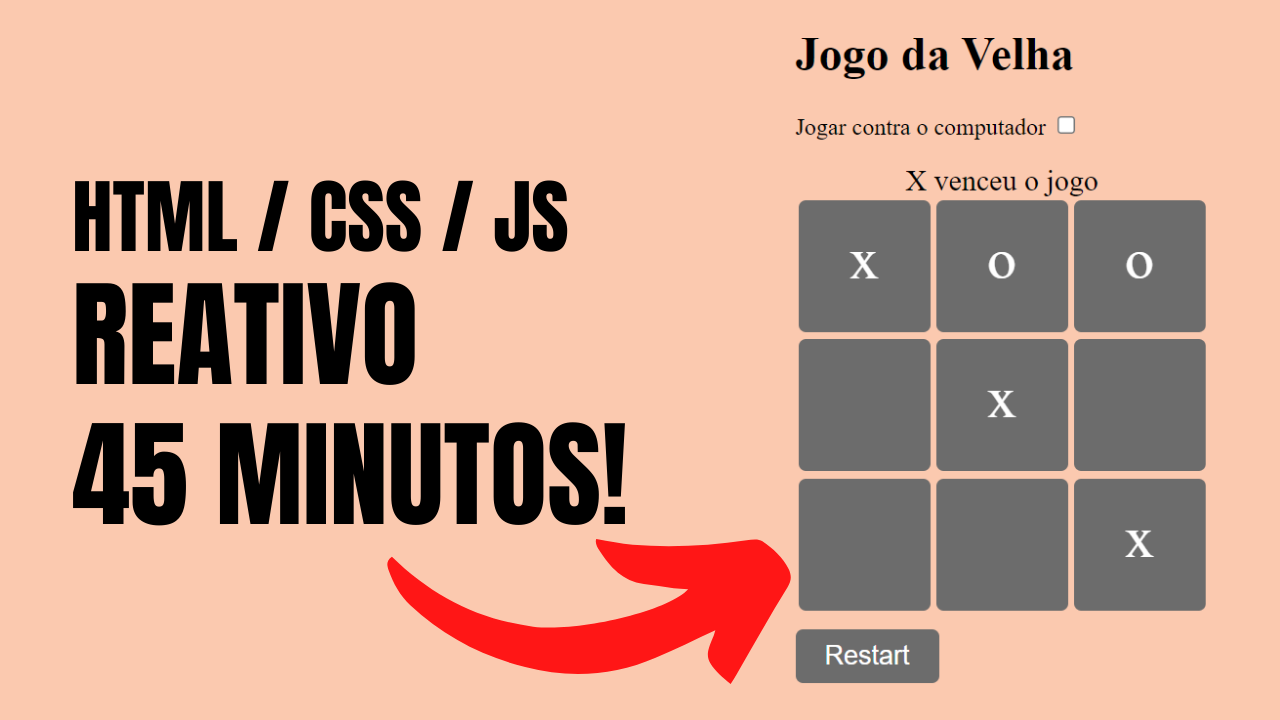 HTML / CSS / JS
REATIVO
45 MINUTOS!
Jogo da Velha
Jogar contra o computador
X venceu o jogo
X O O
X
X
Restart